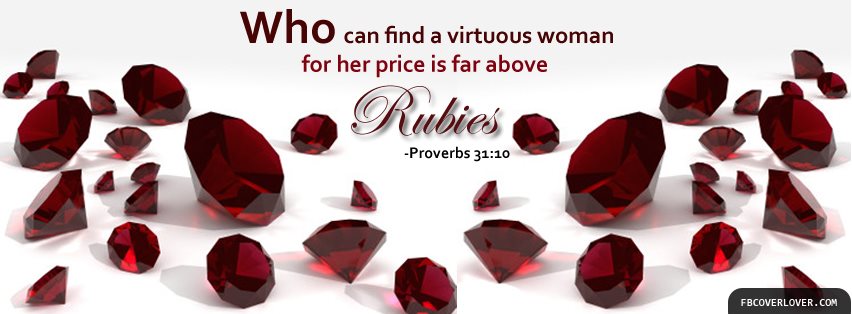 Who can find a virtuous woman
for her price is far above
Rubies
-Proverbs 31:10
FBCOVERLOVER.COM